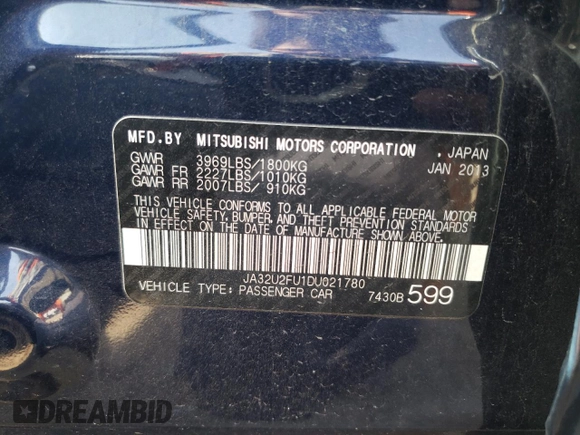 MFD.BY MITSUBISHI MOTORS CORPORATION , JAPAN
GVWR 3969LBS/1800KG JAN 2013
GAWR FR 2227LBS/1010KG
GAWR RR 2007LBS/ 910KG
THIS VEHICLE CONFORMS TO ALL APPLICABLE FEDERAL MOTOR
VEHICLE SAFETY, BUMPER, AND THEFT PREVENTION STANDARDS
IN EFFECT ON THE DATE OF MANUFACTURE SHOWN ABOVE.
JA32U2FU1DU021780
VEHICLE TYPE: PASSENGER CAR 7430B 599
DREAMBID